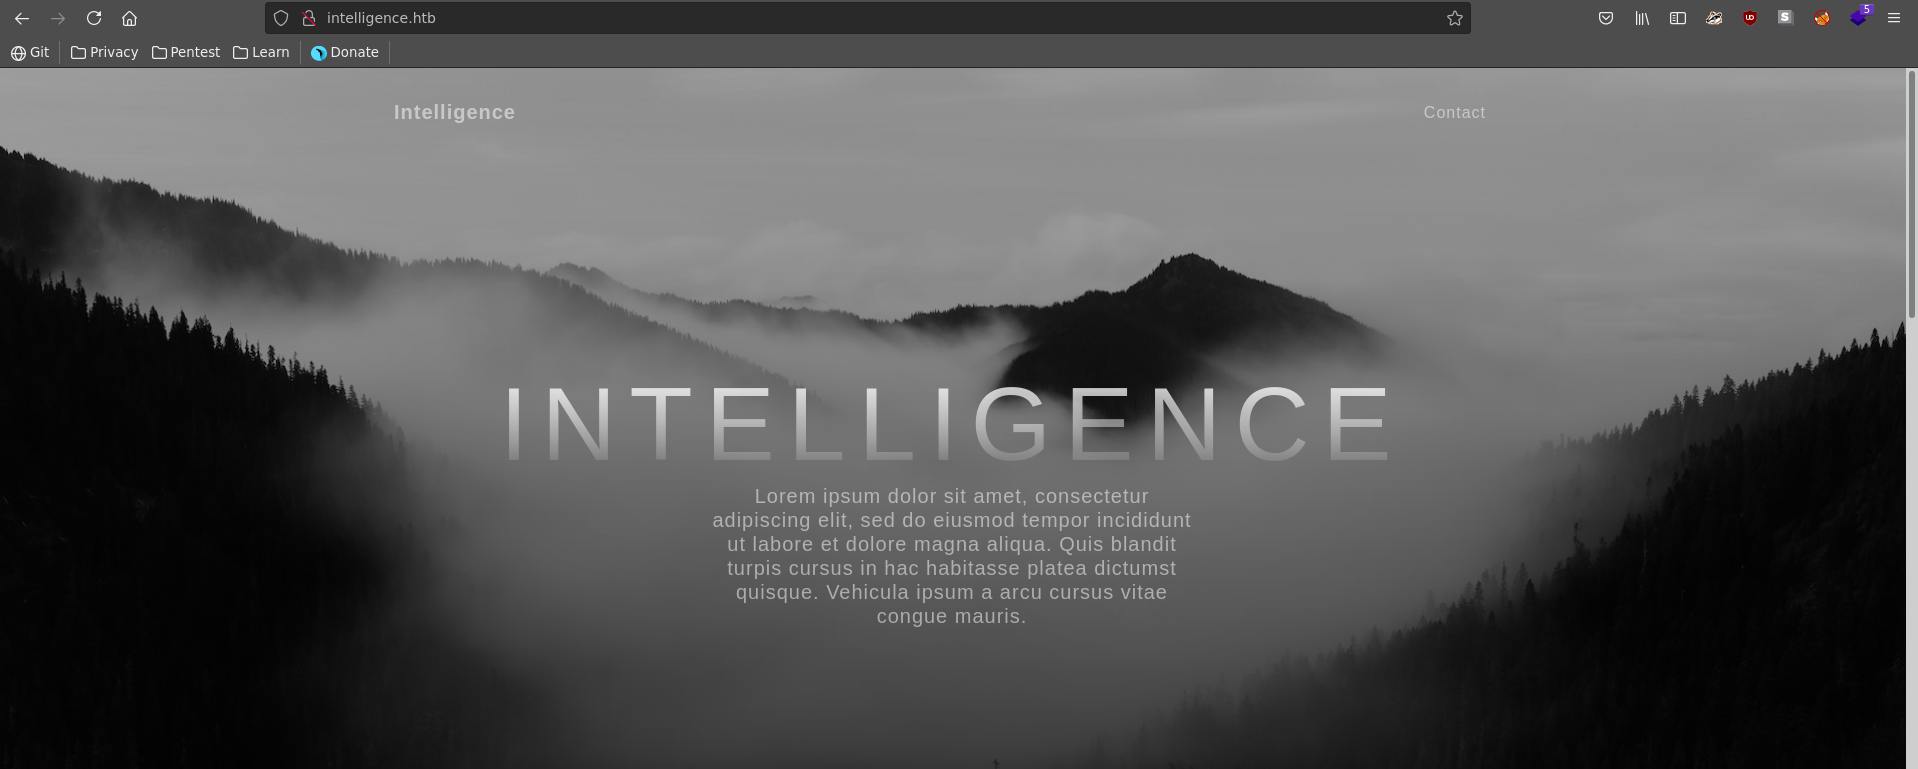 intelligence.htb
5
Git Privacy Pentest Learn Donate
Intelligence Contact
INTELLIGENCE
Lorem ipsum dolor sit amet, consectetur
adipiscing elit, sed do eiusmod tempor incididunt
ut labore et dolore magna aliqua. Quis blandit
turpis cursus in hac habitasse platea dictumst
quisque. Vehicula ipsum a arcu cursus vitae
congue mauris.